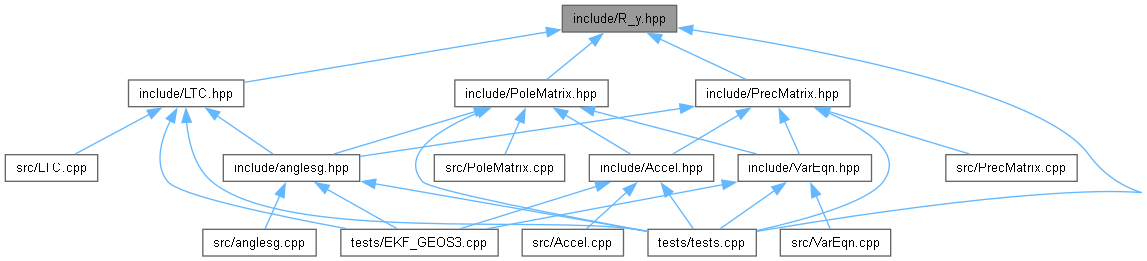 include/R_y.hpp
include/LTC.hpp
include/PoleMatrix.hpp
include/PrecMatrix.hpp
src/LTC.cpp
include/anglesg.hpp
src/PoleMatrix.cpp
include/Accel.hpp
include/VarEqn.hpp
src/PrecMatrix.cpp
src/anglesg.cpp
tests/EKF_GEOS3.cpp
src/Accel.cpp
tests/tests.cpp
src/VarEqn.cpp